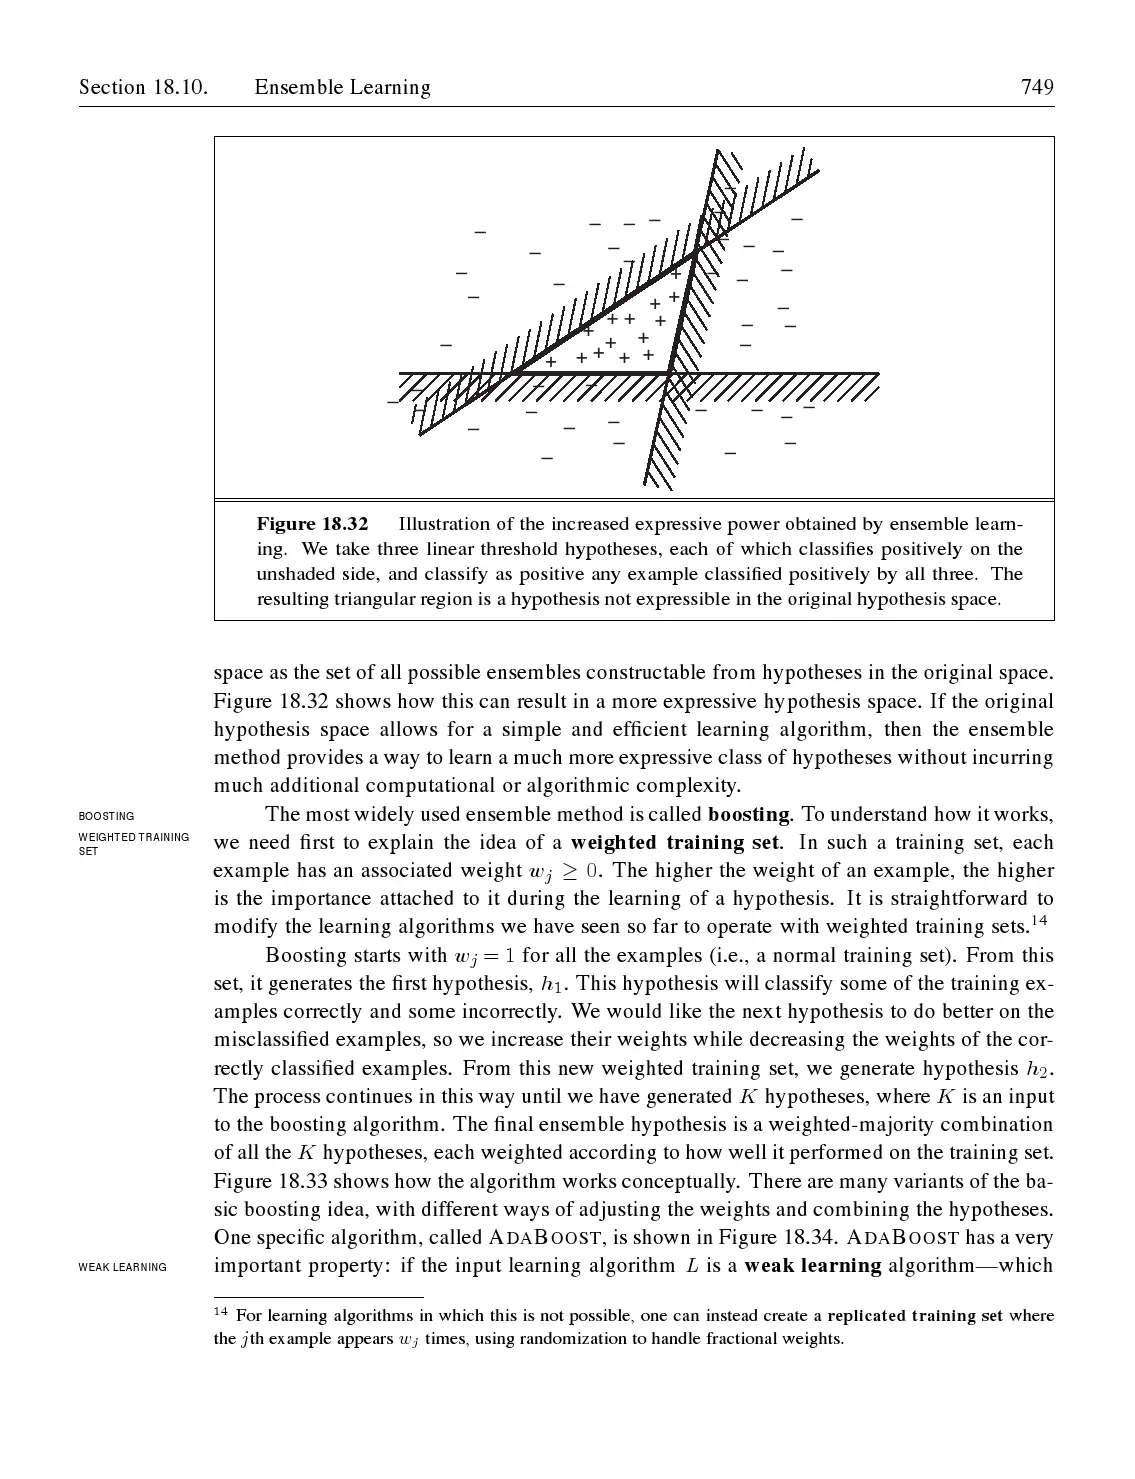 Section 18.10. Ensemble Learning 749
Figure 18.32 Illustration of the increased expressive power obtained by ensemble learn-
ing. We take three linear threshold hypotheses, each of which classifies positively on the
unshaded side, and classify as positive any example classified positively by all three. The
resulting triangular region is a hypothesis not expressible in the original hypothesis space.
space as the set of all possible ensembles constructable from hypotheses in the original space.
Figure 18.32 shows how this can result in a more expressive hypothesis space. If the original
hypothesis space allows for a simple and efficient learning algorithm, then the ensemble
method provides a way to learn a much more expressive class of hypotheses without incurring
much additional computational or algorithmic complexity.
BOOSTING
The most widely used ensemble method is called boosting. To understand how it works,
WEIGHTED TRAINING
SET
we need first to explain the idea of a weighted training set. In such a training set, each
example has an associated weight w_j ≥ 0. The higher the weight of an example, the higher
is the importance attached to it during the learning of a hypothesis. It is straightforward to
modify the learning algorithms we have seen so far to operate with weighted training sets.¹⁴
Boosting starts with w_j = 1 for all the examples (i.e., a normal training set). From this
set, it generates the first hypothesis, h₁. This hypothesis will classify some of the training ex-
amples correctly and some incorrectly. We would like the next hypothesis to do better on the
misclassified examples, so we increase their weights while decreasing the weights of the cor-
rectly classified examples. From this new weighted training set, we generate hypothesis h₂.
The process continues in this way until we have generated K hypotheses, where K is an input
to the boosting algorithm. The final ensemble hypothesis is a weighted-majority combination
of all the K hypotheses, each weighted according to how well it performed on the training set.
Figure 18.33 shows how the algorithm works conceptually. There are many variants of the ba-
sic boosting idea, with different ways of adjusting the weights and combining the hypotheses.
One specific algorithm, called ADABOOST, is shown in Figure 18.34. ADABOOST has a very
WEAK LEARNING
important property: if the input learning algorithm L is a weak learning algorithm—which
¹⁴ For learning algorithms in which this is not possible, one can instead create a replicated training set where
the jth example appears w_j times, using randomization to handle fractional weights.